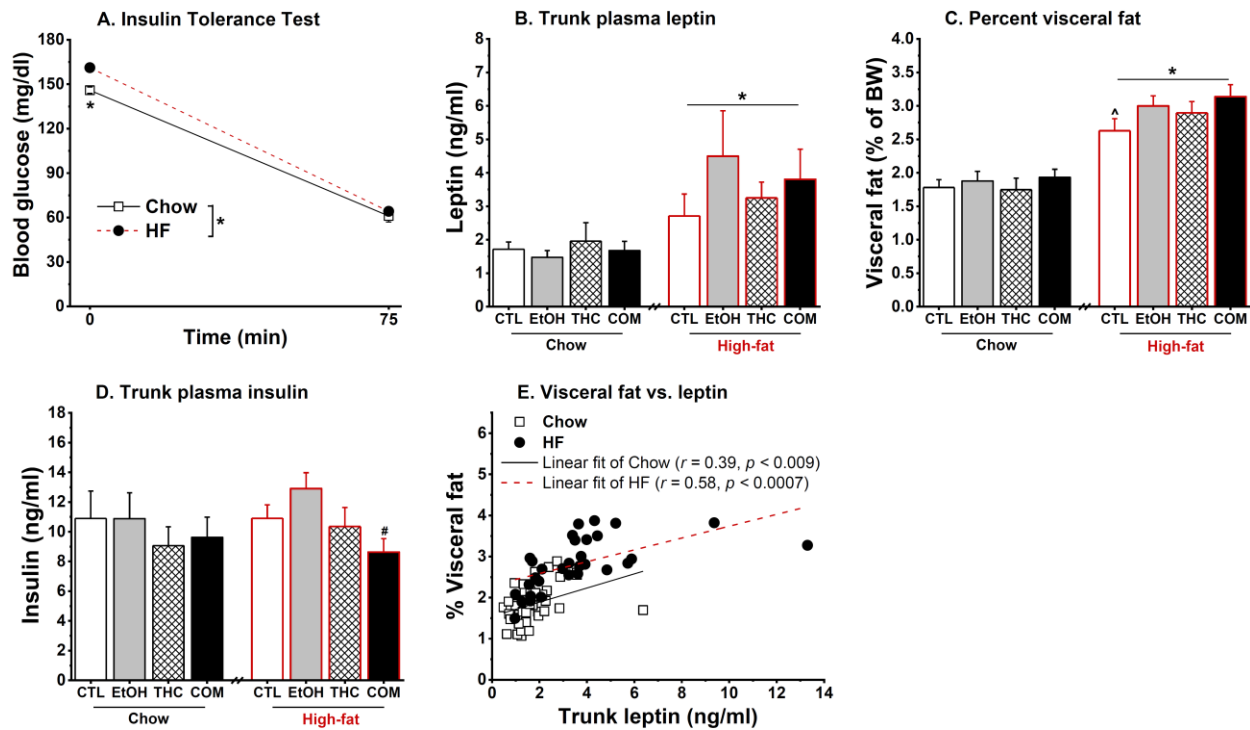 A. Insulin Tolerance Test
Blood glucose (mg/dl)
180
150
120
90
60
30
0
*
Chow
HF
*
0 75
Time (min)
B. Trunk plasma leptin
Leptin (ng/ml)
8
7
6
5
4
3
2
1
0
*
CTL EtOH THC COM CTL EtOH THC COM
Chow High-fat
C. Percent visceral fat
Visceral fat (% of BW)
4.0
3.5
3.0
2.5
2.0
1.5
1.0
0.5
0.0
*
^
CTL EtOH THC COM CTL EtOH THC COM
Chow High-fat
D. Trunk plasma insulin
Insulin (ng/ml)
18
16
14
12
10
8
6
4
2
0
#
CTL EtOH THC COM CTL EtOH THC COM
Chow High-fat
E. Visceral fat vs. leptin
% Visceral fat
6
5
4
3
2
1
0
Chow
HF
Linear fit of Chow (r = 0.39, p < 0.009)
Linear fit of HF (r = 0.58, p < 0.0007)
0 2 4 6 8 10 12 14
Trunk leptin (ng/ml)